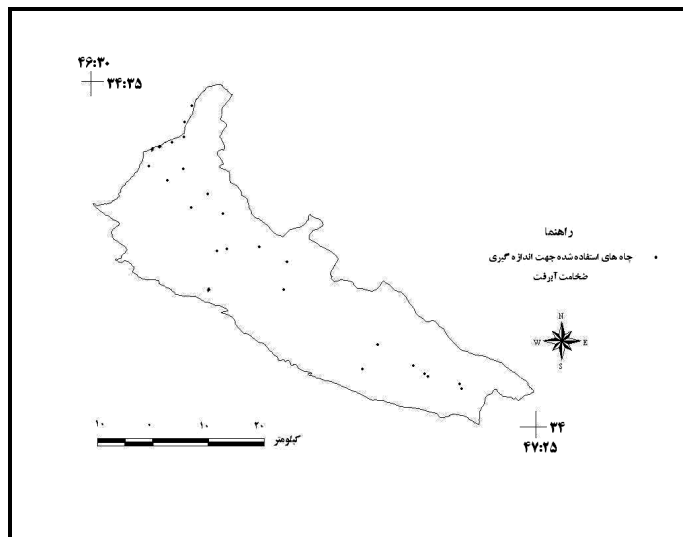 ۴۶:۳۰
۳۴:۳۵
راهنما
چاه های استفاده شده جهت اندازه گیری
ضخامت آبرفت
N
W E
S
۱۰ ۰ ۱۰ ۲۰
کیلومتر
۳۴
۴۷:۲۵